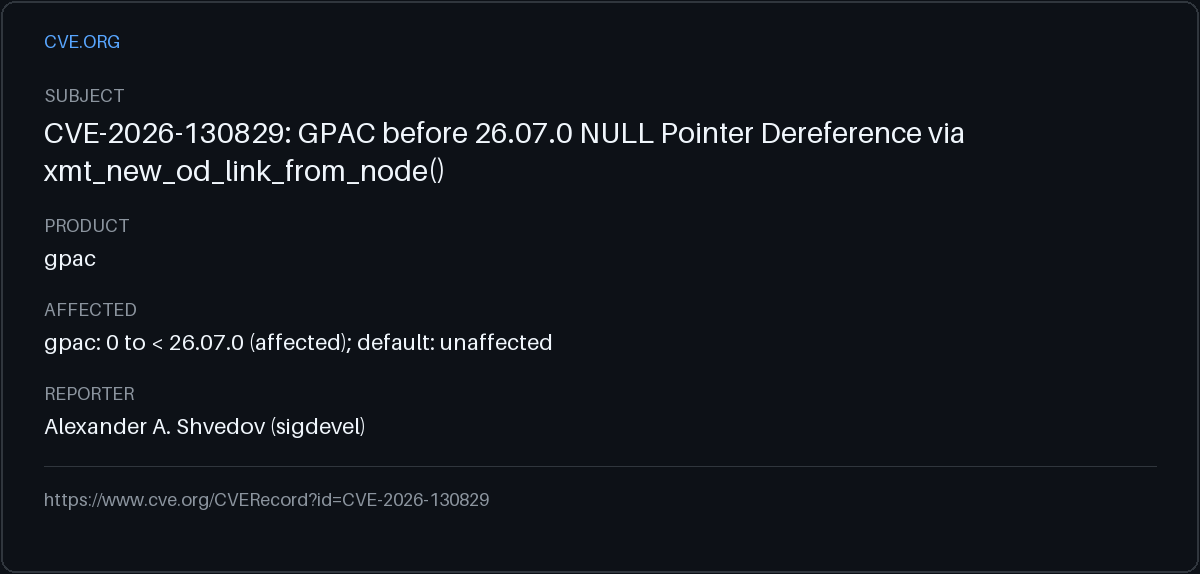 CVE.ORG
SUBJECT
CVE-2026-130829: GPAC before 26.07.0 NULL Pointer Dereference via
xmt_new_od_link_from_node()
PRODUCT
gpac
AFFECTED
gpac: 0 to < 26.07.0 (affected); default: unaffected
REPORTER
Alexander A. Shvedov (sigdevel)
https://www.cve.org/CVERecord?id=CVE-2026-130829